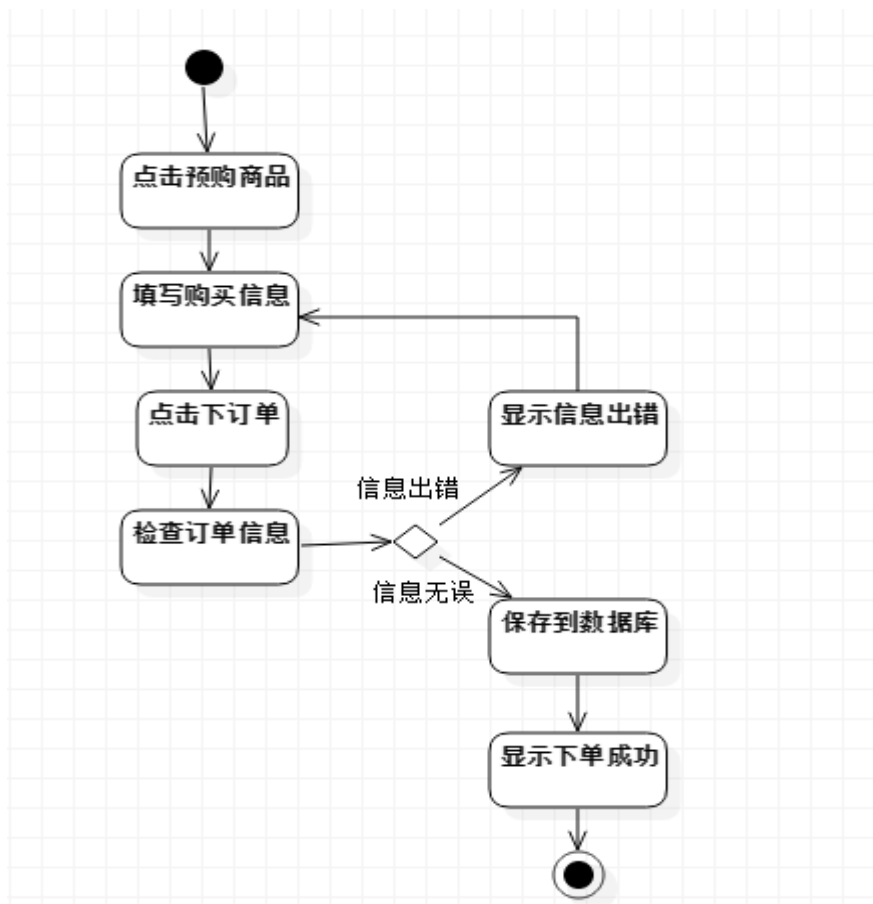 点击预购商品
填写购买信息
点击下订单
显示信息出错
信息出错
检查订单信息
信息无误
保存到数据库
显示下单成功